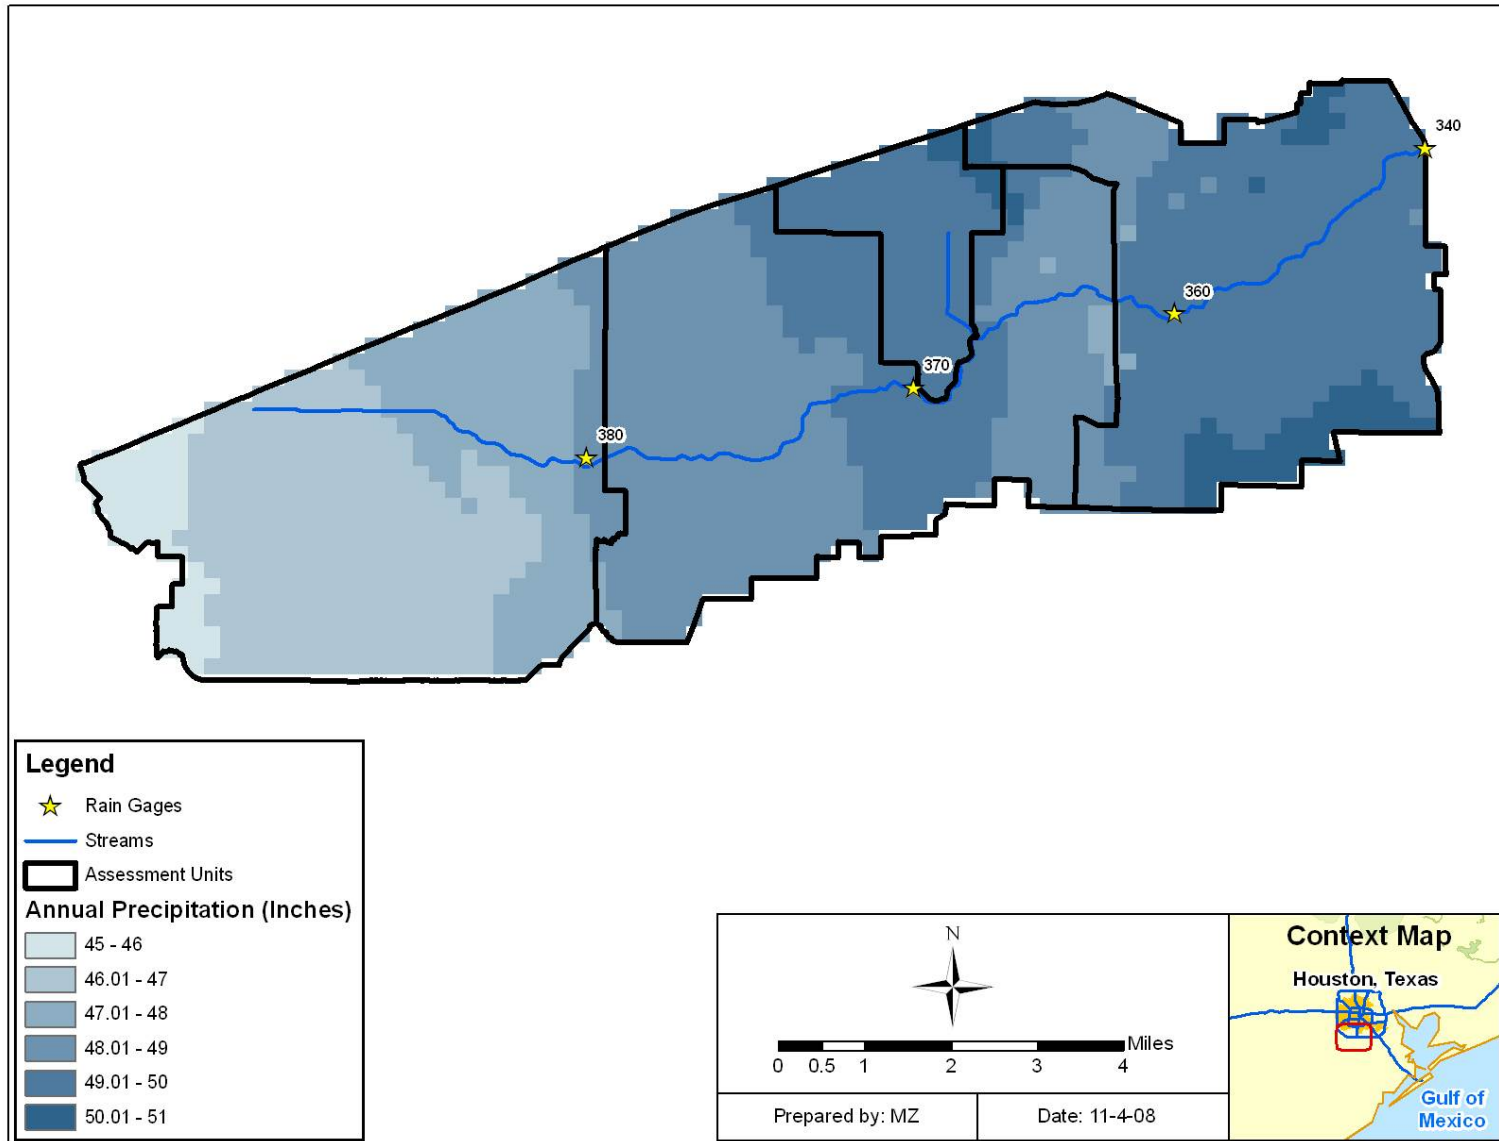 340
360
370
380
Legend
Rain Gages
Streams
Assessment Units
Annual Precipitation (Inches)
45 - 46
46.01 - 47
47.01 - 48
48.01 - 49
49.01 - 50
50.01 - 51
N
Miles
0 0.5 1 2 3 4
Prepared by: MZ
Date: 11-4-08
Context Map
Houston, Texas
Gulf of
Mexico